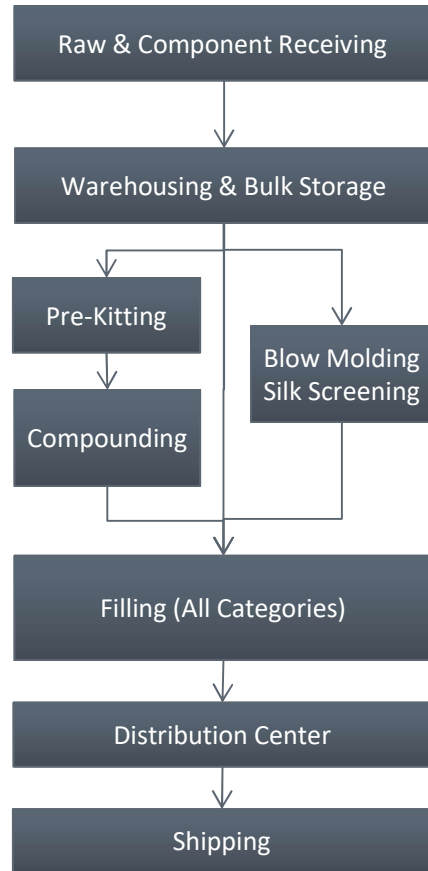 Raw & Component Receiving
Warehousing & Bulk Storage
Pre-Kitting
Blow Molding
Silk Screening
Compounding
Filling (All Categories)
Distribution Center
Shipping